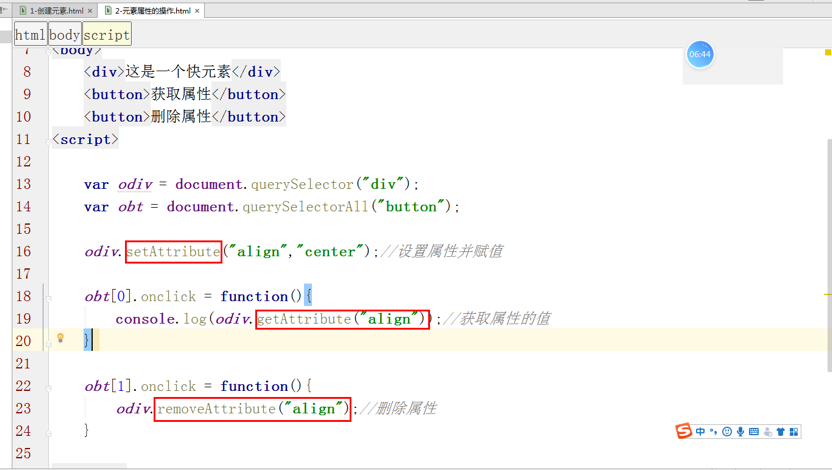 1-创建元素.html × 2-元素属性的操作.html ×
html body script
7 <body>
8 <div>这是一个快元素</div>
9 <button>获取属性</button>
10 <button>删除属性</button>
11 <script>
12
13 var odiv = document.querySelector("div");
14 var obt = document.querySelectorAll("button");
15
16 odiv.setAttribute("align","center");//设置属性并赋值
17
18 obt[0].onclick = function(){
19 console.log(odiv.getAttribute("align"));//获取属性的值
20 }
21
22 obt[1].onclick = function(){
23 odiv.removeAttribute("align");//删除属性
24 }
25
06:44
S 中